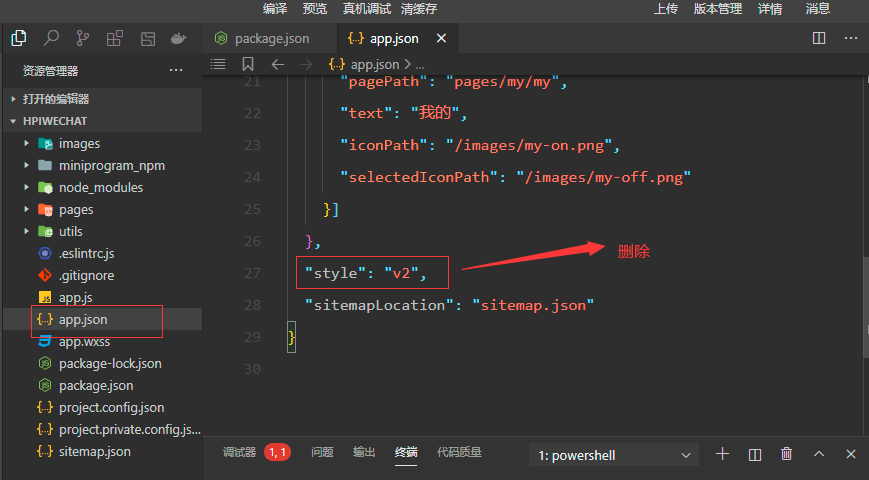 编译 预览 真机调试 清缓存 上传 版本管理 详情 消息
package.json {..} app.json ×
资源管理器 ···
{..} app.json > ...
打开的编辑器
HPIWECHAT
images
miniprogram_npm
node_modules
pages
utils
.eslintrc.js
.gitignore
JS app.js
{..} app.json
app.wxss
package-lock.json
package.json
{..} project.config.json
{..} project.private.config.js...
{..} sitemap.json
21 "pagePath": "pages/my/my",
22 "text": "我的",
23 "iconPath": "/images/my-on.png",
24 "selectedIconPath": "/images/my-off.png"
25 }]
26 },
27 "style": "v2",
删除
28 "sitemapLocation": "sitemap.json"
29 }
30
调试器 1, 1 问题 输出 终端 代码质量 1: powershell